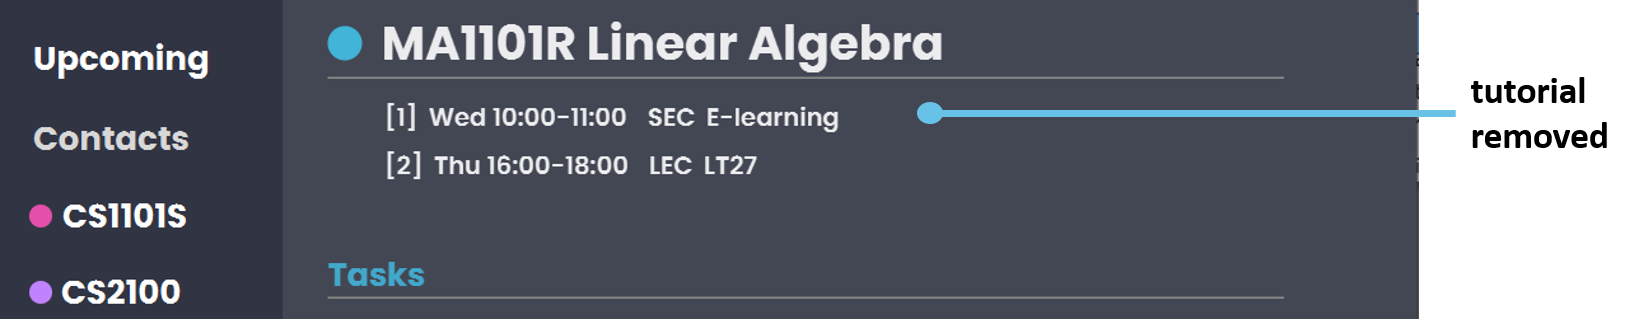 Upcoming
Contacts
CS1101S
CS2100
MA1101R Linear Algebra
[1] Wed 10:00-11:00 SEC E-learning
[2] Thu 16:00-18:00 LEC LT27
Tasks
tutorial
removed